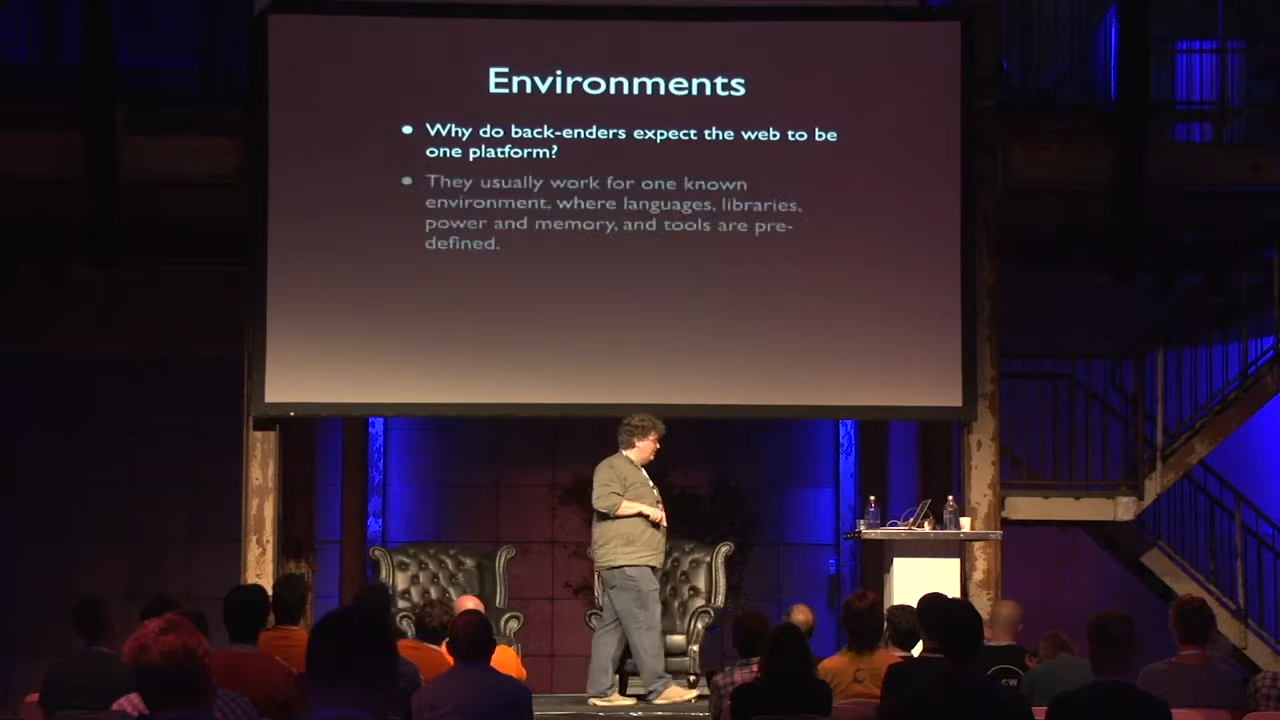 Environments
• Why do back-enders expect the web to be
one platform?
• They usually work for one known
environment, where languages, libraries,
power and memory, and tools are pre-
defined.
CW